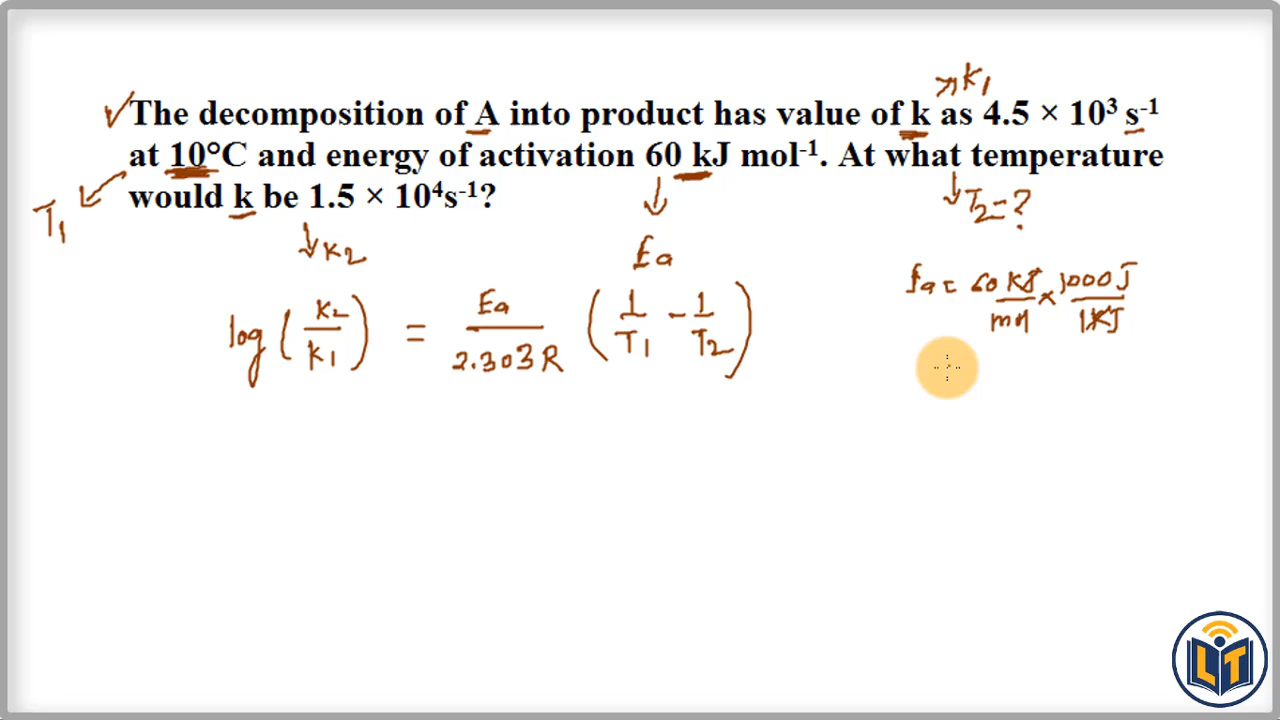 ↗ k₁
✓ The decomposition of A into product has value of k as 4.5 × 10³ s⁻¹
at 10°C and energy of activation 60 kJ mol⁻¹. At what temperature
would k be 1.5 × 10⁴s⁻¹?
T₁
↓ T₂ = ?
↓ K₂
↓ Ea
Ea = 60 KJ/mol × 1000 J/1 KJ
log (K₂/K₁) = Ea/2.303R (1/T₁ - 1/T₂)
LT